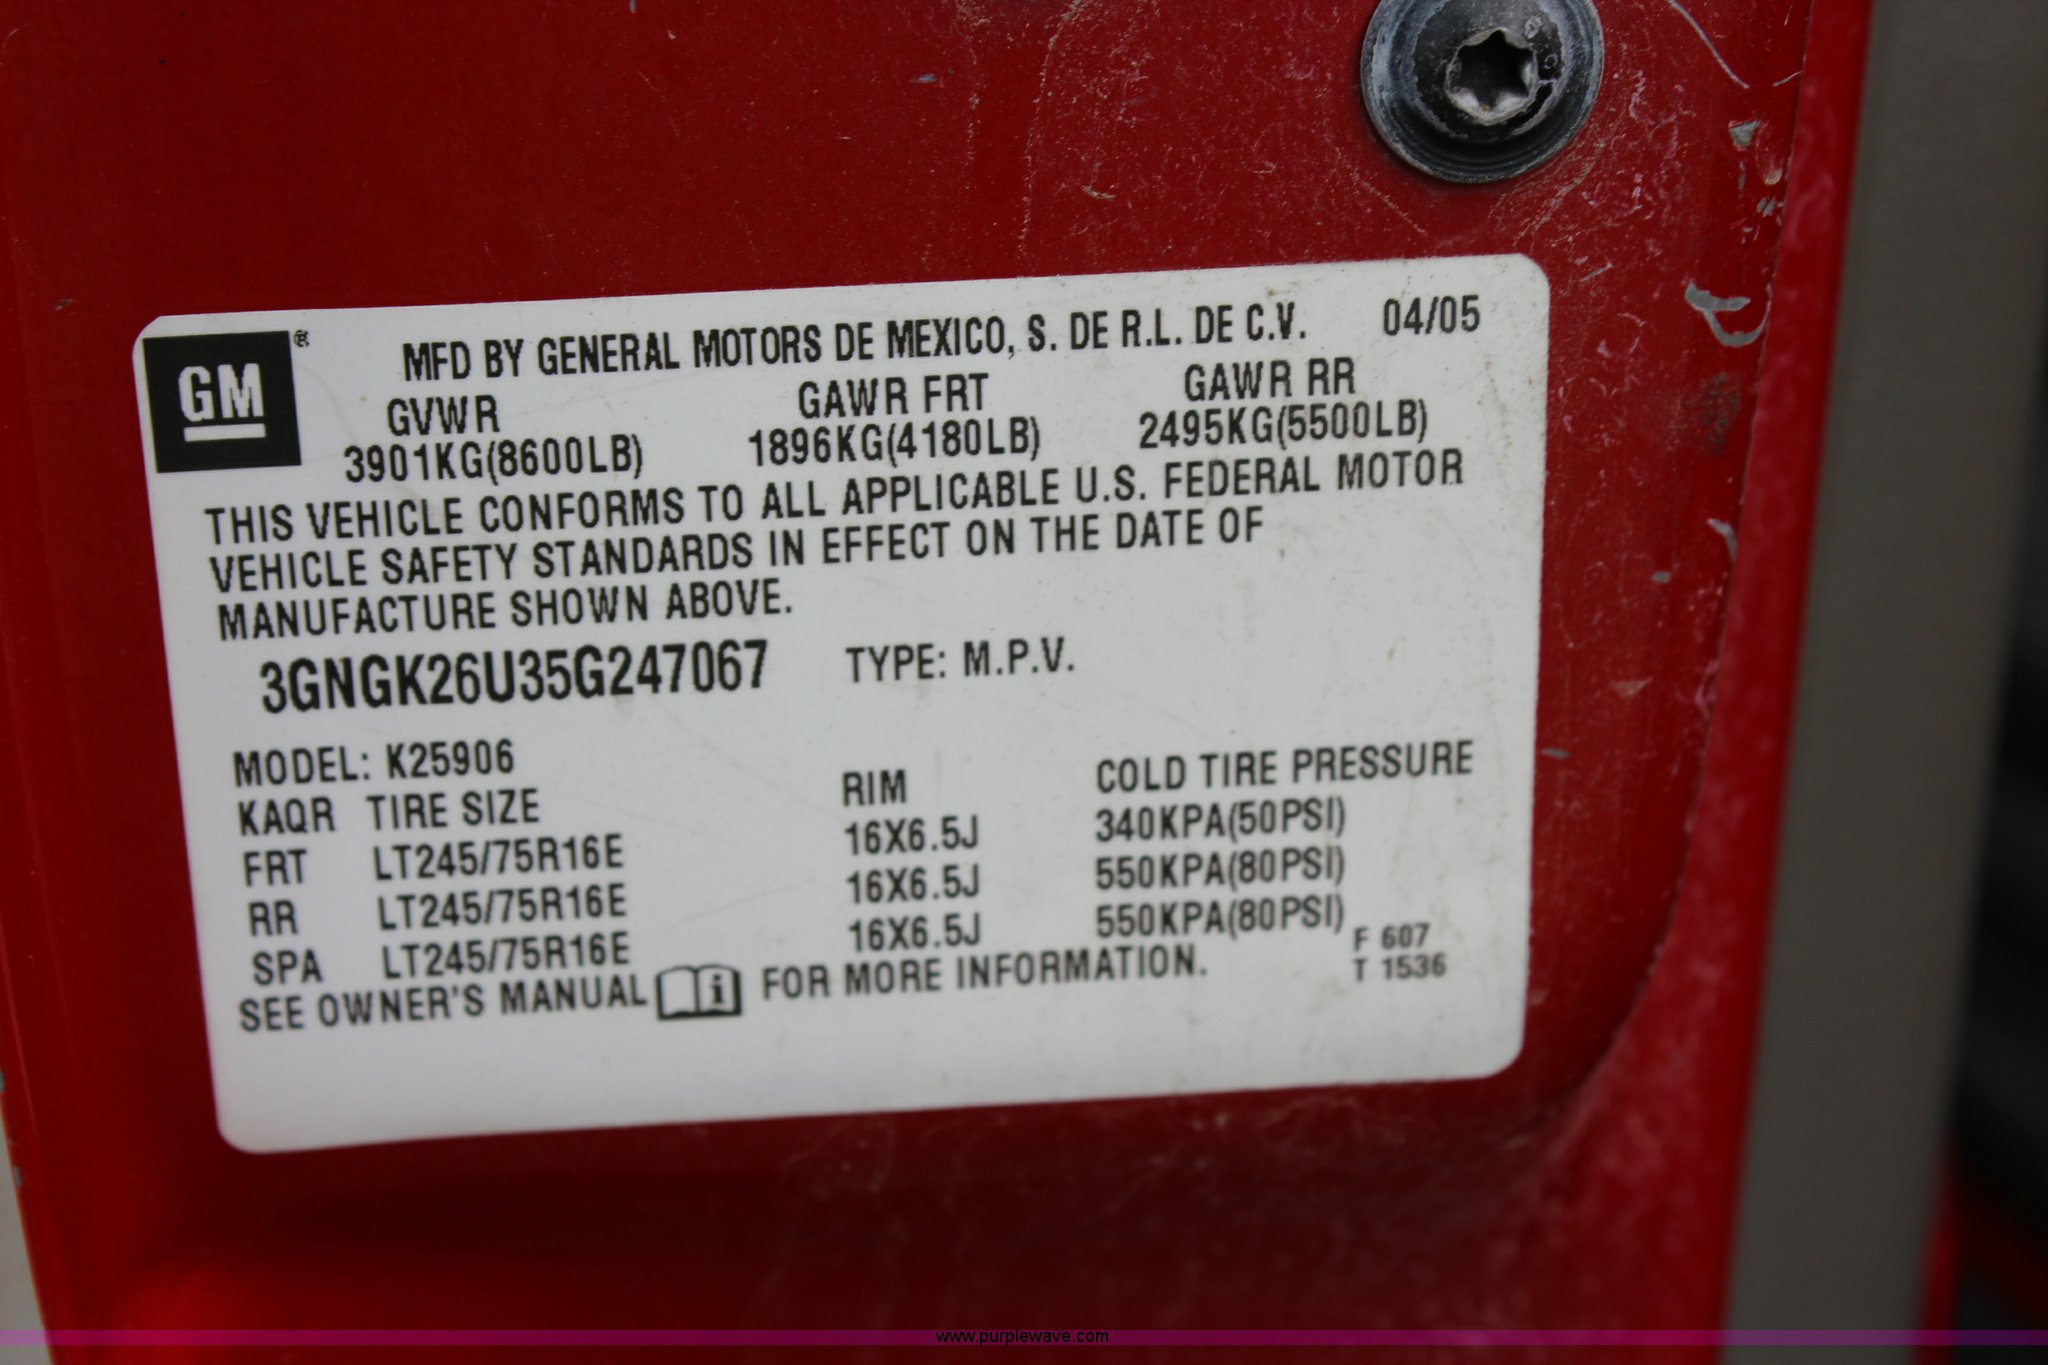 GM ® MFD BY GENERAL MOTORS DE MEXICO, S. DE R.L. DE C.V. 04/05
GVWR GAWR FRT GAWR RR
3901KG(8600LB) 1896KG(4180LB) 2495KG(5500LB)
THIS VEHICLE CONFORMS TO ALL APPLICABLE U.S. FEDERAL MOTOR
VEHICLE SAFETY STANDARDS IN EFFECT ON THE DATE OF
MANUFACTURE SHOWN ABOVE.
3GNGK26U35G247067 TYPE: M.P.V.
MODEL: K25906
KAQR TIRE SIZE RIM COLD TIRE PRESSURE
FRT LT245/75R16E 16X6.5J 340KPA(50PSI)
RR LT245/75R16E 16X6.5J 550KPA(80PSI)
SPA LT245/75R16E 16X6.5J 550KPA(80PSI)
SEE OWNER'S MANUAL i FOR MORE INFORMATION.
F 607
T 1536
www.purplewave.com